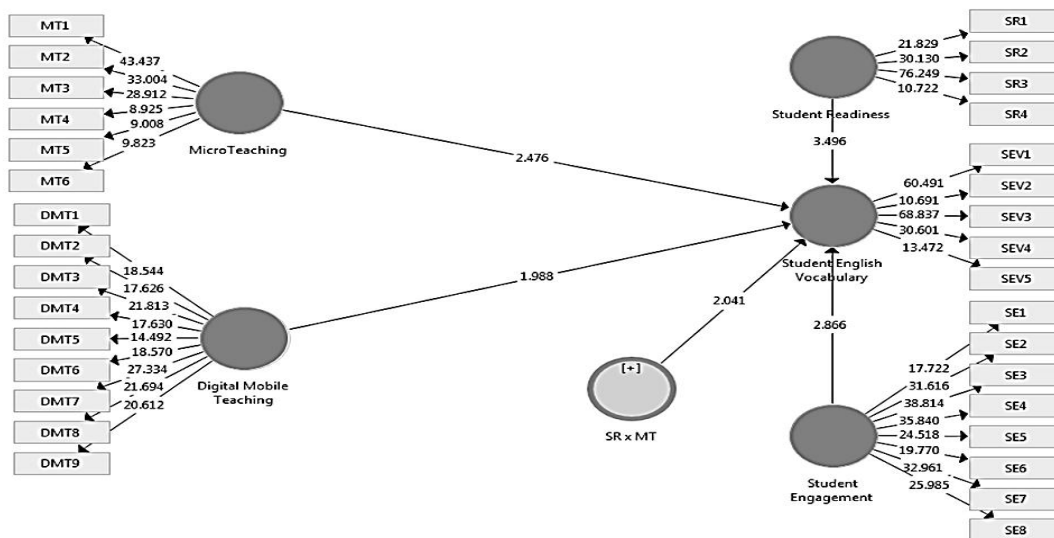 MT1
MT2
MT3
MT4
MT5
MT6
43.437
33.004
28.912
8.925
9.008
9.823
MicroTeaching
DMT1
DMT2
DMT3
DMT4
DMT5
DMT6
DMT7
DMT8
DMT9
18.544
17.626
21.813
17.630
14.492
18.570
27.334
21.694
20.612
Digital Mobile
Teaching
2.476
1.988
2.041
[+]
SR x MT
Student Readiness
3.496
21.829
30.130
76.249
10.722
SR1
SR2
SR3
SR4
Student English
Vocabulary
60.491
10.691
68.837
30.601
13.472
SEV1
SEV2
SEV3
SEV4
SEV5
2.866
Student
Engagement
17.722
31.616
38.814
35.840
24.518
19.770
32.961
25.985
SE1
SE2
SE3
SE4
SE5
SE6
SE7
SE8